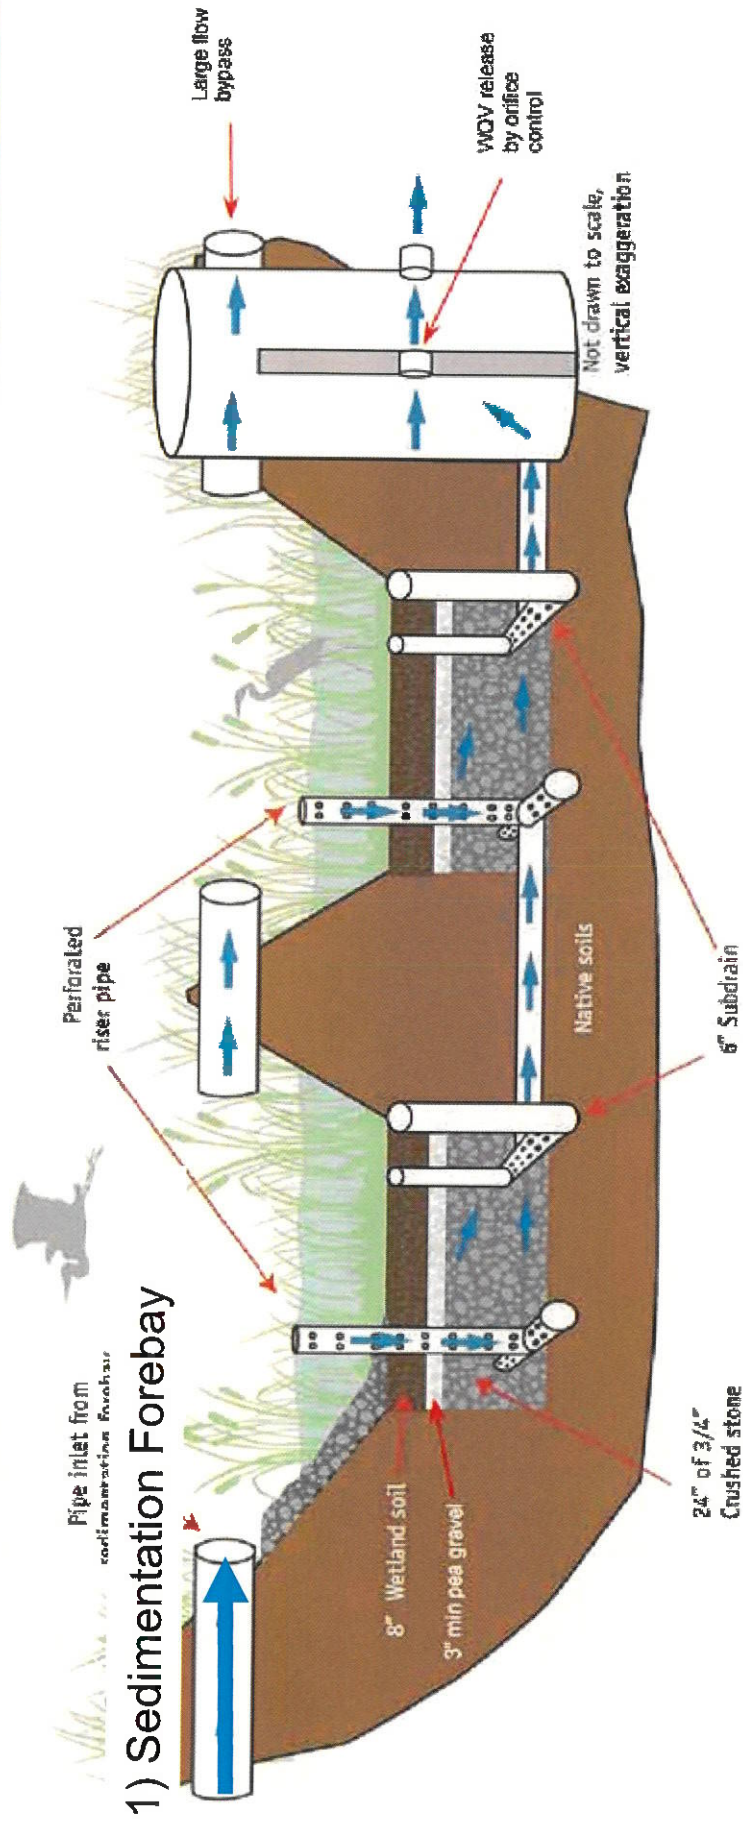 Pipe inlet from
sedimentation forebay
1) Sedimentation Forebay
Perforated
riser pipe
Large flow
bypass
WQV release
by orifice
control
Not drawn to scale,
vertical exaggeration
8" Wetland soil
3" min pea gravel
24" of 3/4"
Crushed stone
Native soils
6" Subdrain